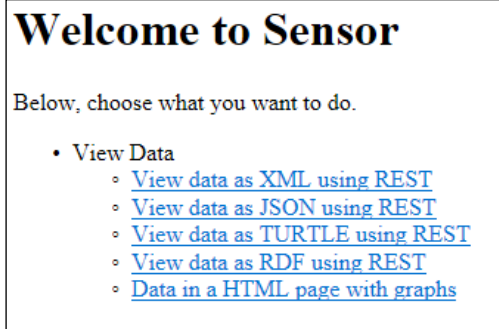 Welcome to Sensor
Below, choose what you want to do.
• View Data
◦ View data as XML using REST
◦ View data as JSON using REST
◦ View data as TURTLE using REST
◦ View data as RDF using REST
◦ Data in a HTML page with graphs